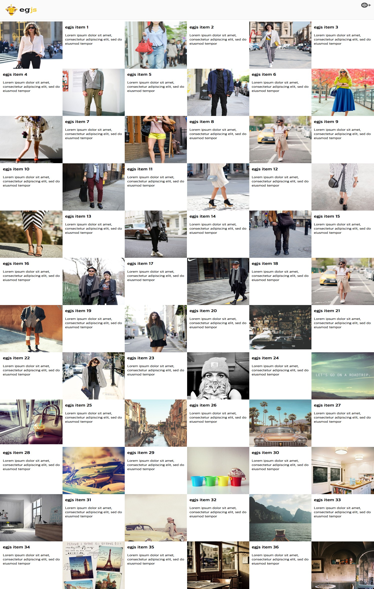 egjs
egjs item 1
Lorem ipsum dolor sit amet,
consectetur adipiscing elit, sed do
eiusmod tempor
egjs item 2
Lorem ipsum dolor sit amet,
consectetur adipiscing elit, sed do
eiusmod tempor
egjs item 3
Lorem ipsum dolor sit amet,
consectetur adipiscing elit, sed do
eiusmod tempor
egjs item 4
Lorem ipsum dolor sit amet,
consectetur adipiscing elit, sed do
eiusmod tempor
egjs item 5
Lorem ipsum dolor sit amet,
consectetur adipiscing elit, sed do
eiusmod tempor
egjs item 6
Lorem ipsum dolor sit amet,
consectetur adipiscing elit, sed do
eiusmod tempor
egjs item 7
Lorem ipsum dolor sit amet,
consectetur adipiscing elit, sed do
eiusmod tempor
egjs item 8
Lorem ipsum dolor sit amet,
consectetur adipiscing elit, sed do
eiusmod tempor
egjs item 9
Lorem ipsum dolor sit amet,
consectetur adipiscing elit, sed do
eiusmod tempor
egjs item 10
Lorem ipsum dolor sit amet,
consectetur adipiscing elit, sed do
eiusmod tempor
egjs item 11
Lorem ipsum dolor sit amet,
consectetur adipiscing elit, sed do
eiusmod tempor
egjs item 12
Lorem ipsum dolor sit amet,
consectetur adipiscing elit, sed do
eiusmod tempor
egjs item 13
Lorem ipsum dolor sit amet,
consectetur adipiscing elit, sed do
eiusmod tempor
egjs item 14
Lorem ipsum dolor sit amet,
consectetur adipiscing elit, sed do
eiusmod tempor
egjs item 15
Lorem ipsum dolor sit amet,
consectetur adipiscing elit, sed do
eiusmod tempor
egjs item 16
Lorem ipsum dolor sit amet,
consectetur adipiscing elit, sed do
eiusmod tempor
egjs item 17
Lorem ipsum dolor sit amet,
consectetur adipiscing elit, sed do
eiusmod tempor
egjs item 18
Lorem ipsum dolor sit amet,
consectetur adipiscing elit, sed do
eiusmod tempor
egjs item 19
Lorem ipsum dolor sit amet,
consectetur adipiscing elit, sed do
eiusmod tempor
egjs item 20
Lorem ipsum dolor sit amet,
consectetur adipiscing elit, sed do
eiusmod tempor
egjs item 21
Lorem ipsum dolor sit amet,
consectetur adipiscing elit, sed do
eiusmod tempor
egjs item 22
Lorem ipsum dolor sit amet,
consectetur adipiscing elit, sed do
eiusmod tempor
egjs item 23
Lorem ipsum dolor sit amet,
consectetur adipiscing elit, sed do
eiusmod tempor
egjs item 24
Lorem ipsum dolor sit amet,
consectetur adipiscing elit, sed do
eiusmod tempor
egjs item 25
Lorem ipsum dolor sit amet,
consectetur adipiscing elit, sed do
eiusmod tempor
egjs item 26
Lorem ipsum dolor sit amet,
consectetur adipiscing elit, sed do
eiusmod tempor
egjs item 27
Lorem ipsum dolor sit amet,
consectetur adipiscing elit, sed do
eiusmod tempor
egjs item 28
Lorem ipsum dolor sit amet,
consectetur adipiscing elit, sed do
eiusmod tempor
egjs item 29
Lorem ipsum dolor sit amet,
consectetur adipiscing elit, sed do
eiusmod tempor
egjs item 30
Lorem ipsum dolor sit amet,
consectetur adipiscing elit, sed do
eiusmod tempor
egjs item 31
Lorem ipsum dolor sit amet,
consectetur adipiscing elit, sed do
eiusmod tempor
egjs item 32
Lorem ipsum dolor sit amet,
consectetur adipiscing elit, sed do
eiusmod tempor
egjs item 33
Lorem ipsum dolor sit amet,
consectetur adipiscing elit, sed do
eiusmod tempor
egjs item 34
Lorem ipsum dolor sit amet,
consectetur adipiscing elit, sed do
eiusmod tempor
egjs item 35
Lorem ipsum dolor sit amet,
consectetur adipiscing elit, sed do
eiusmod tempor
egjs item 36
Lorem ipsum dolor sit amet,
consectetur adipiscing elit, sed do
eiusmod tempor